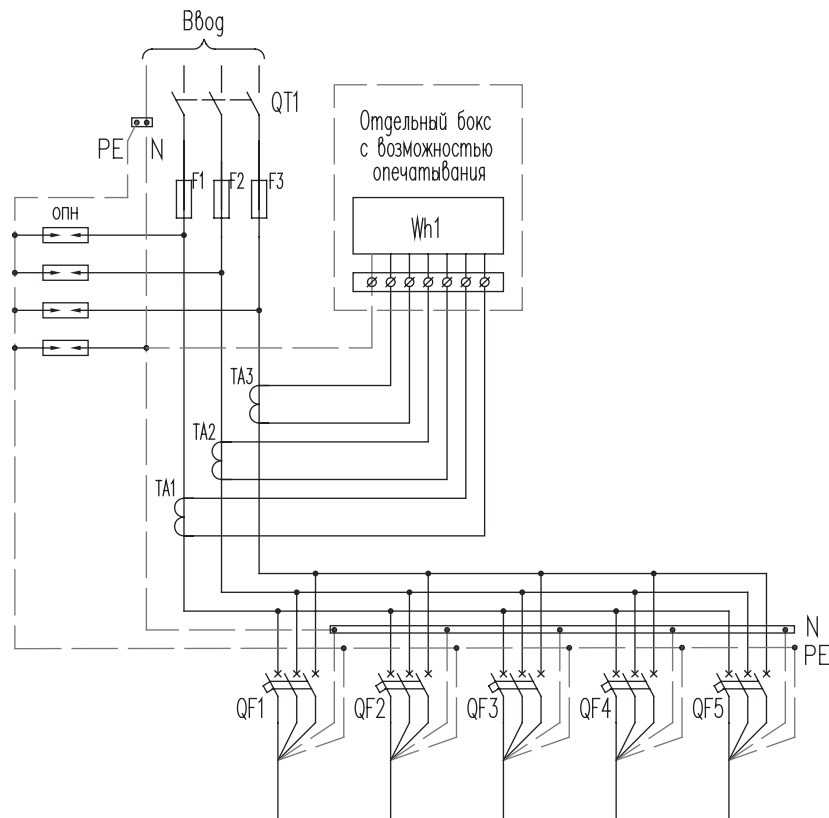 Ввод
QT1
PE N
F1 F2 F3
ОПН
Отдельный бокс
с возможностью
опечатывания
Wh1
TA3
TA2
TA1
N
PE
QF1 QF2 QF3 QF4 QF5